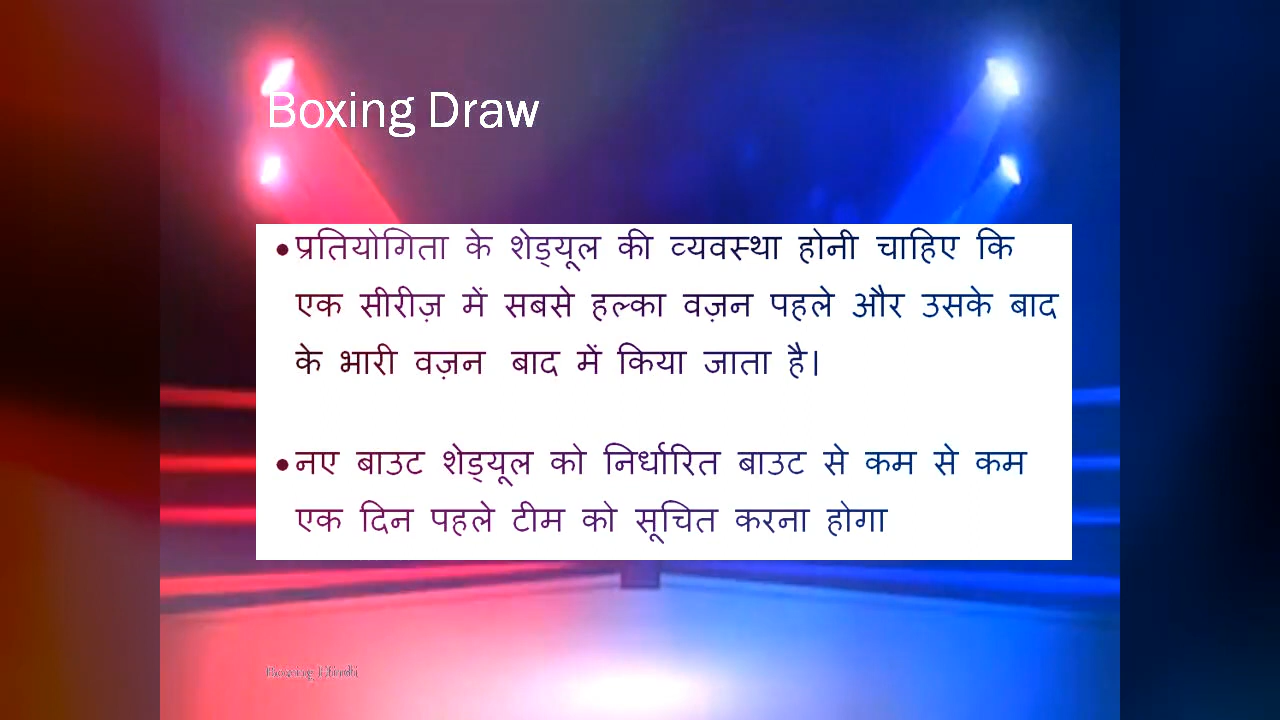 Boxing Draw
•प्रतियोगिता के शेड्यूल की व्यवस्था होनी चाहिए कि
एक सीरीज़ में सबसे हल्का वज़न पहले और उसके बाद
के भारी वज़न बाद में किया जाता है।
•नए बाउट शेड्यूल को निर्धारित बाउट से कम से कम
एक दिन पहले टीम को सूचित करना होगा
Boxing Hindi